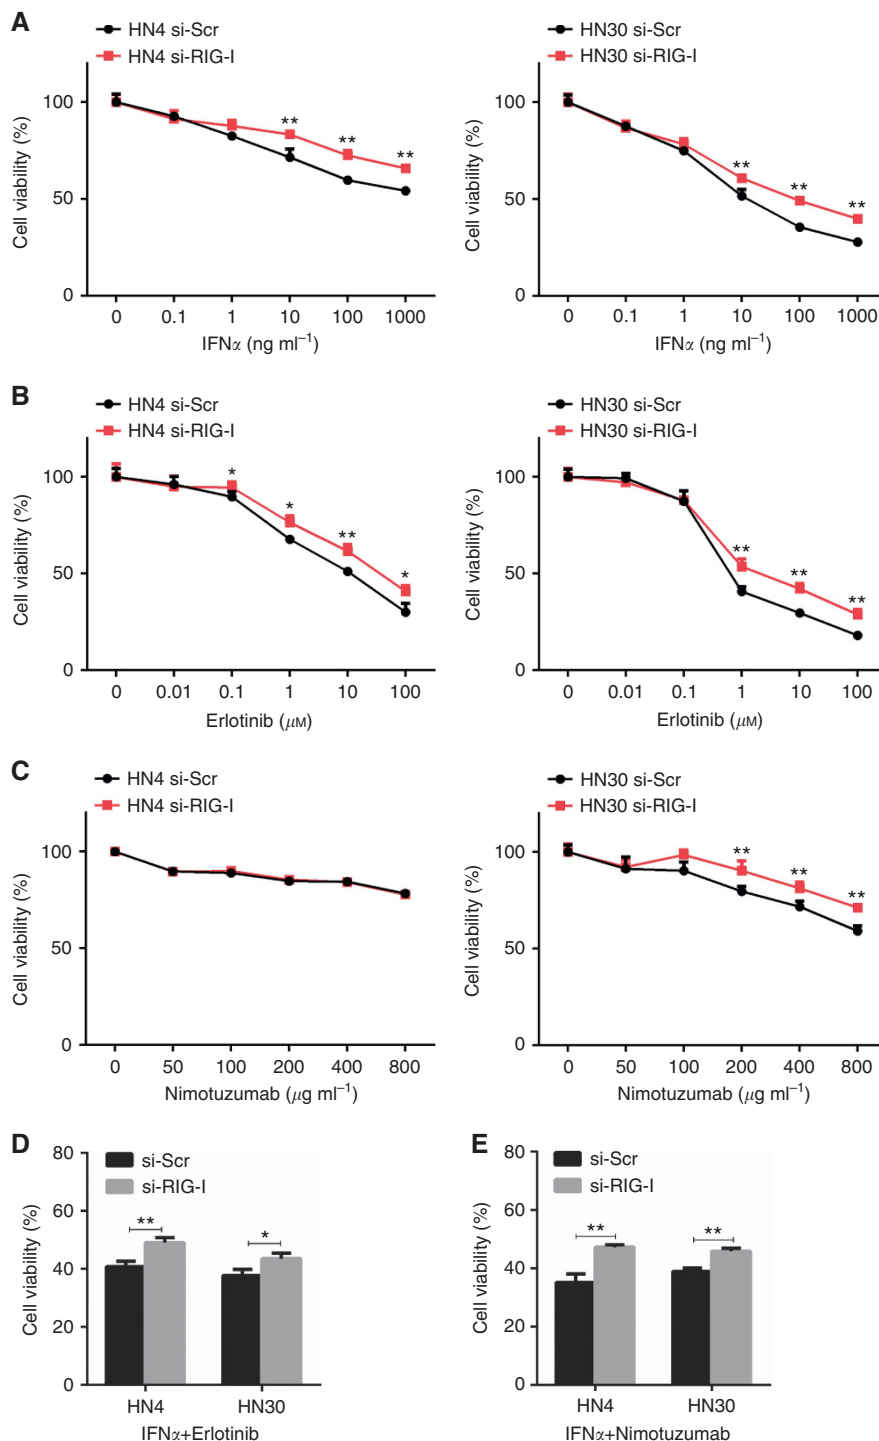 A
HN4 si-Scr
HN4 si-RIG-I
Cell viability (%)
100
50
0
** ** **
0 0.1 1 10 100 1000
IFNα (ng ml⁻¹)
HN30 si-Scr
HN30 si-RIG-I
Cell viability (%)
100
50
0
** ** **
0 0.1 1 10 100 1000
IFNα (ng ml⁻¹)
B
HN4 si-Scr
HN4 si-RIG-I
Cell viability (%)
100
50
0
* * ** *
0 0.01 0.1 1 10 100
Erlotinib (μM)
HN30 si-Scr
HN30 si-RIG-I
Cell viability (%)
100
50
0
** ** **
0 0.01 0.1 1 10 100
Erlotinib (μM)
C
HN4 si-Scr
HN4 si-RIG-I
Cell viability (%)
100
50
0
0 50 100 200 400 800
Nimotuzumab (μg ml⁻¹)
HN30 si-Scr
HN30 si-RIG-I
Cell viability (%)
100
50
0
** ** **
0 50 100 200 400 800
Nimotuzumab (μg ml⁻¹)
D
si-Scr
si-RIG-I
Cell viability (%)
80
60
40
20
0
** *
HN4 HN30
IFNα+Erlotinib
E
si-Scr
si-RIG-I
Cell viability (%)
80
60
40
20
0
** **
HN4 HN30
IFNα+Nimotuzumab